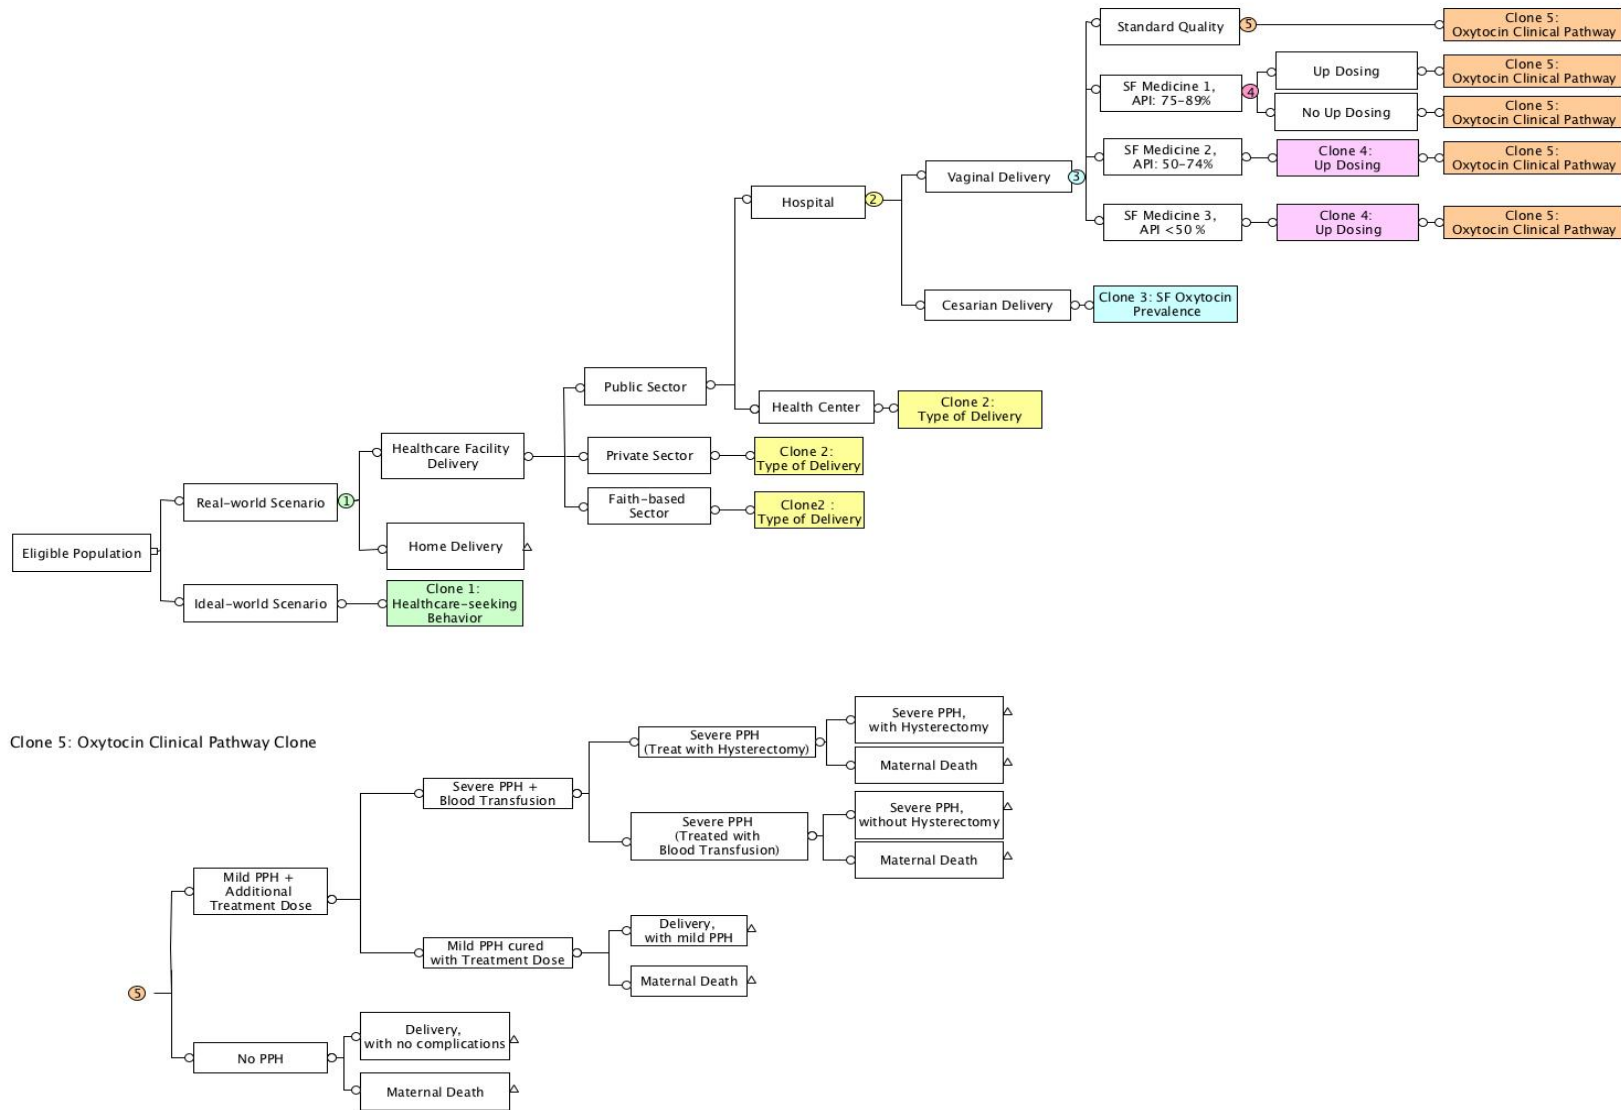 Standard Quality
5
Clone 5:
Oxytocin Clinical Pathway
SF Medicine 1,
API: 75-89%
4
Up Dosing
Clone 5:
Oxytocin Clinical Pathway
No Up Dosing
Clone 5:
Oxytocin Clinical Pathway
SF Medicine 2,
API: 50-74%
Clone 4:
Up Dosing
Clone 5:
Oxytocin Clinical Pathway
Vaginal Delivery
3
SF Medicine 3,
API <50 %
Clone 4:
Up Dosing
Clone 5:
Oxytocin Clinical Pathway
Hospital
2
Cesarian Delivery
Clone 3: SF Oxytocin
Prevalence
Public Sector
Health Center
Clone 2:
Type of Delivery
Healthcare Facility
Delivery
Private Sector
Clone 2:
Type of Delivery
Real-world Scenario
1
Faith-based
Sector
Clone2 :
Type of Delivery
Eligible Population
Home Delivery
Ideal-world Scenario
Clone 1:
Healthcare-seeking
Behavior
Clone 5: Oxytocin Clinical Pathway Clone
Severe PPH
(Treat with Hysterectomy)
Severe PPH,
with Hysterectomy
Maternal Death
Severe PPH +
Blood Transfusion
Severe PPH
(Treated with
Blood Transfusion)
Severe PPH,
without Hysterectomy
Maternal Death
Mild PPH +
Additional
Treatment Dose
Mild PPH cured
with Treatment Dose
Delivery,
with mild PPH
Maternal Death
5
No PPH
Delivery,
with no complications
Maternal Death